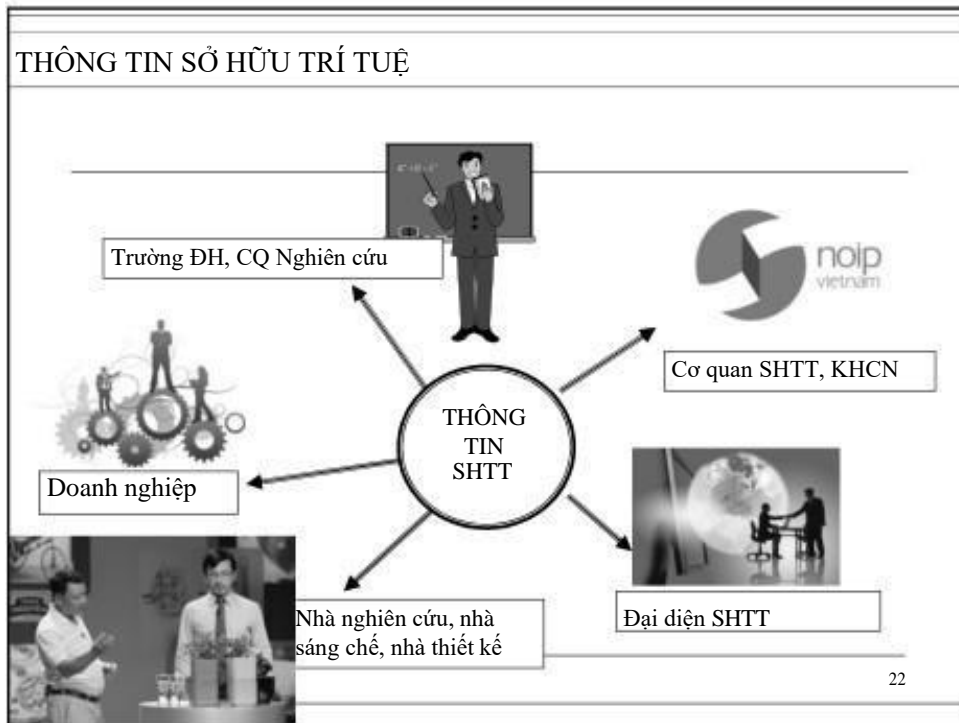 THÔNG TIN SỞ HỮU TRÍ TUỆ
Trường ĐH, CQ Nghiên cứu
noip
vietnam
Cơ quan SHTT, KHCN
THÔNG
TIN
SHTT
Doanh nghiệp
Nhà nghiên cứu, nhà
sáng chế, nhà thiết kế
Đại diện SHTT
22